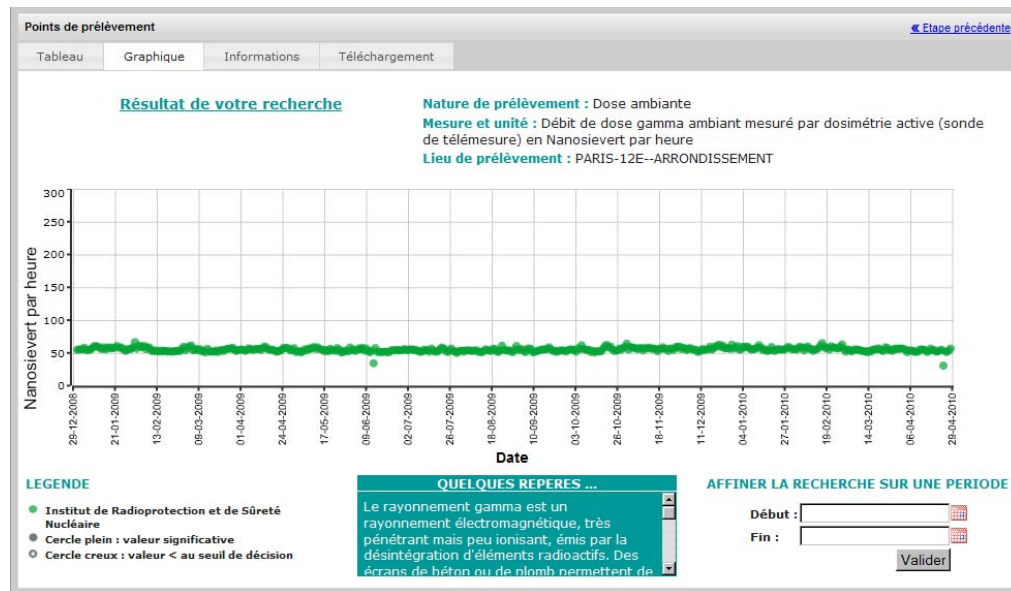 Points de prélèvement
« Etape précédente
Tableau Graphique Informations Téléchargement
Résultat de votre recherche
Nature de prélèvement : Dose ambiante
Mesure et unité : Débit de dose gamma ambiant mesuré par dosimétrie active (sonde
de télémesure) en Nanosievert par heure
Lieu de prélèvement : PARIS-12E--ARRONDISSEMENT
Nanosievert par heure
300
250
200
150
100
50
0
29-12-2008
21-01-2009
13-02-2009
09-03-2009
01-04-2009
24-04-2009
17-05-2009
09-06-2009
02-07-2009
26-07-2009
18-08-2009
10-09-2009
03-10-2009
26-10-2009
18-11-2009
11-12-2009
04-01-2010
27-01-2010
19-02-2010
14-03-2010
06-04-2010
29-04-2010
Date
LEGENDE
Institut de Radioprotection et de Sûreté
Nucléaire
Cercle plein : valeur significative
Cercle creux : valeur < au seuil de décision
QUELQUES REPERES ...
Le rayonnement gamma est un
rayonnement électromagnétique, très
pénétrant mais peu ionisant, émis par la
désintégration d'éléments radioactifs. Des
écrans de béton ou de plomb permettent de
AFFINER LA RECHERCHE SUR UNE PERIODE
Début :
Fin :
Valider